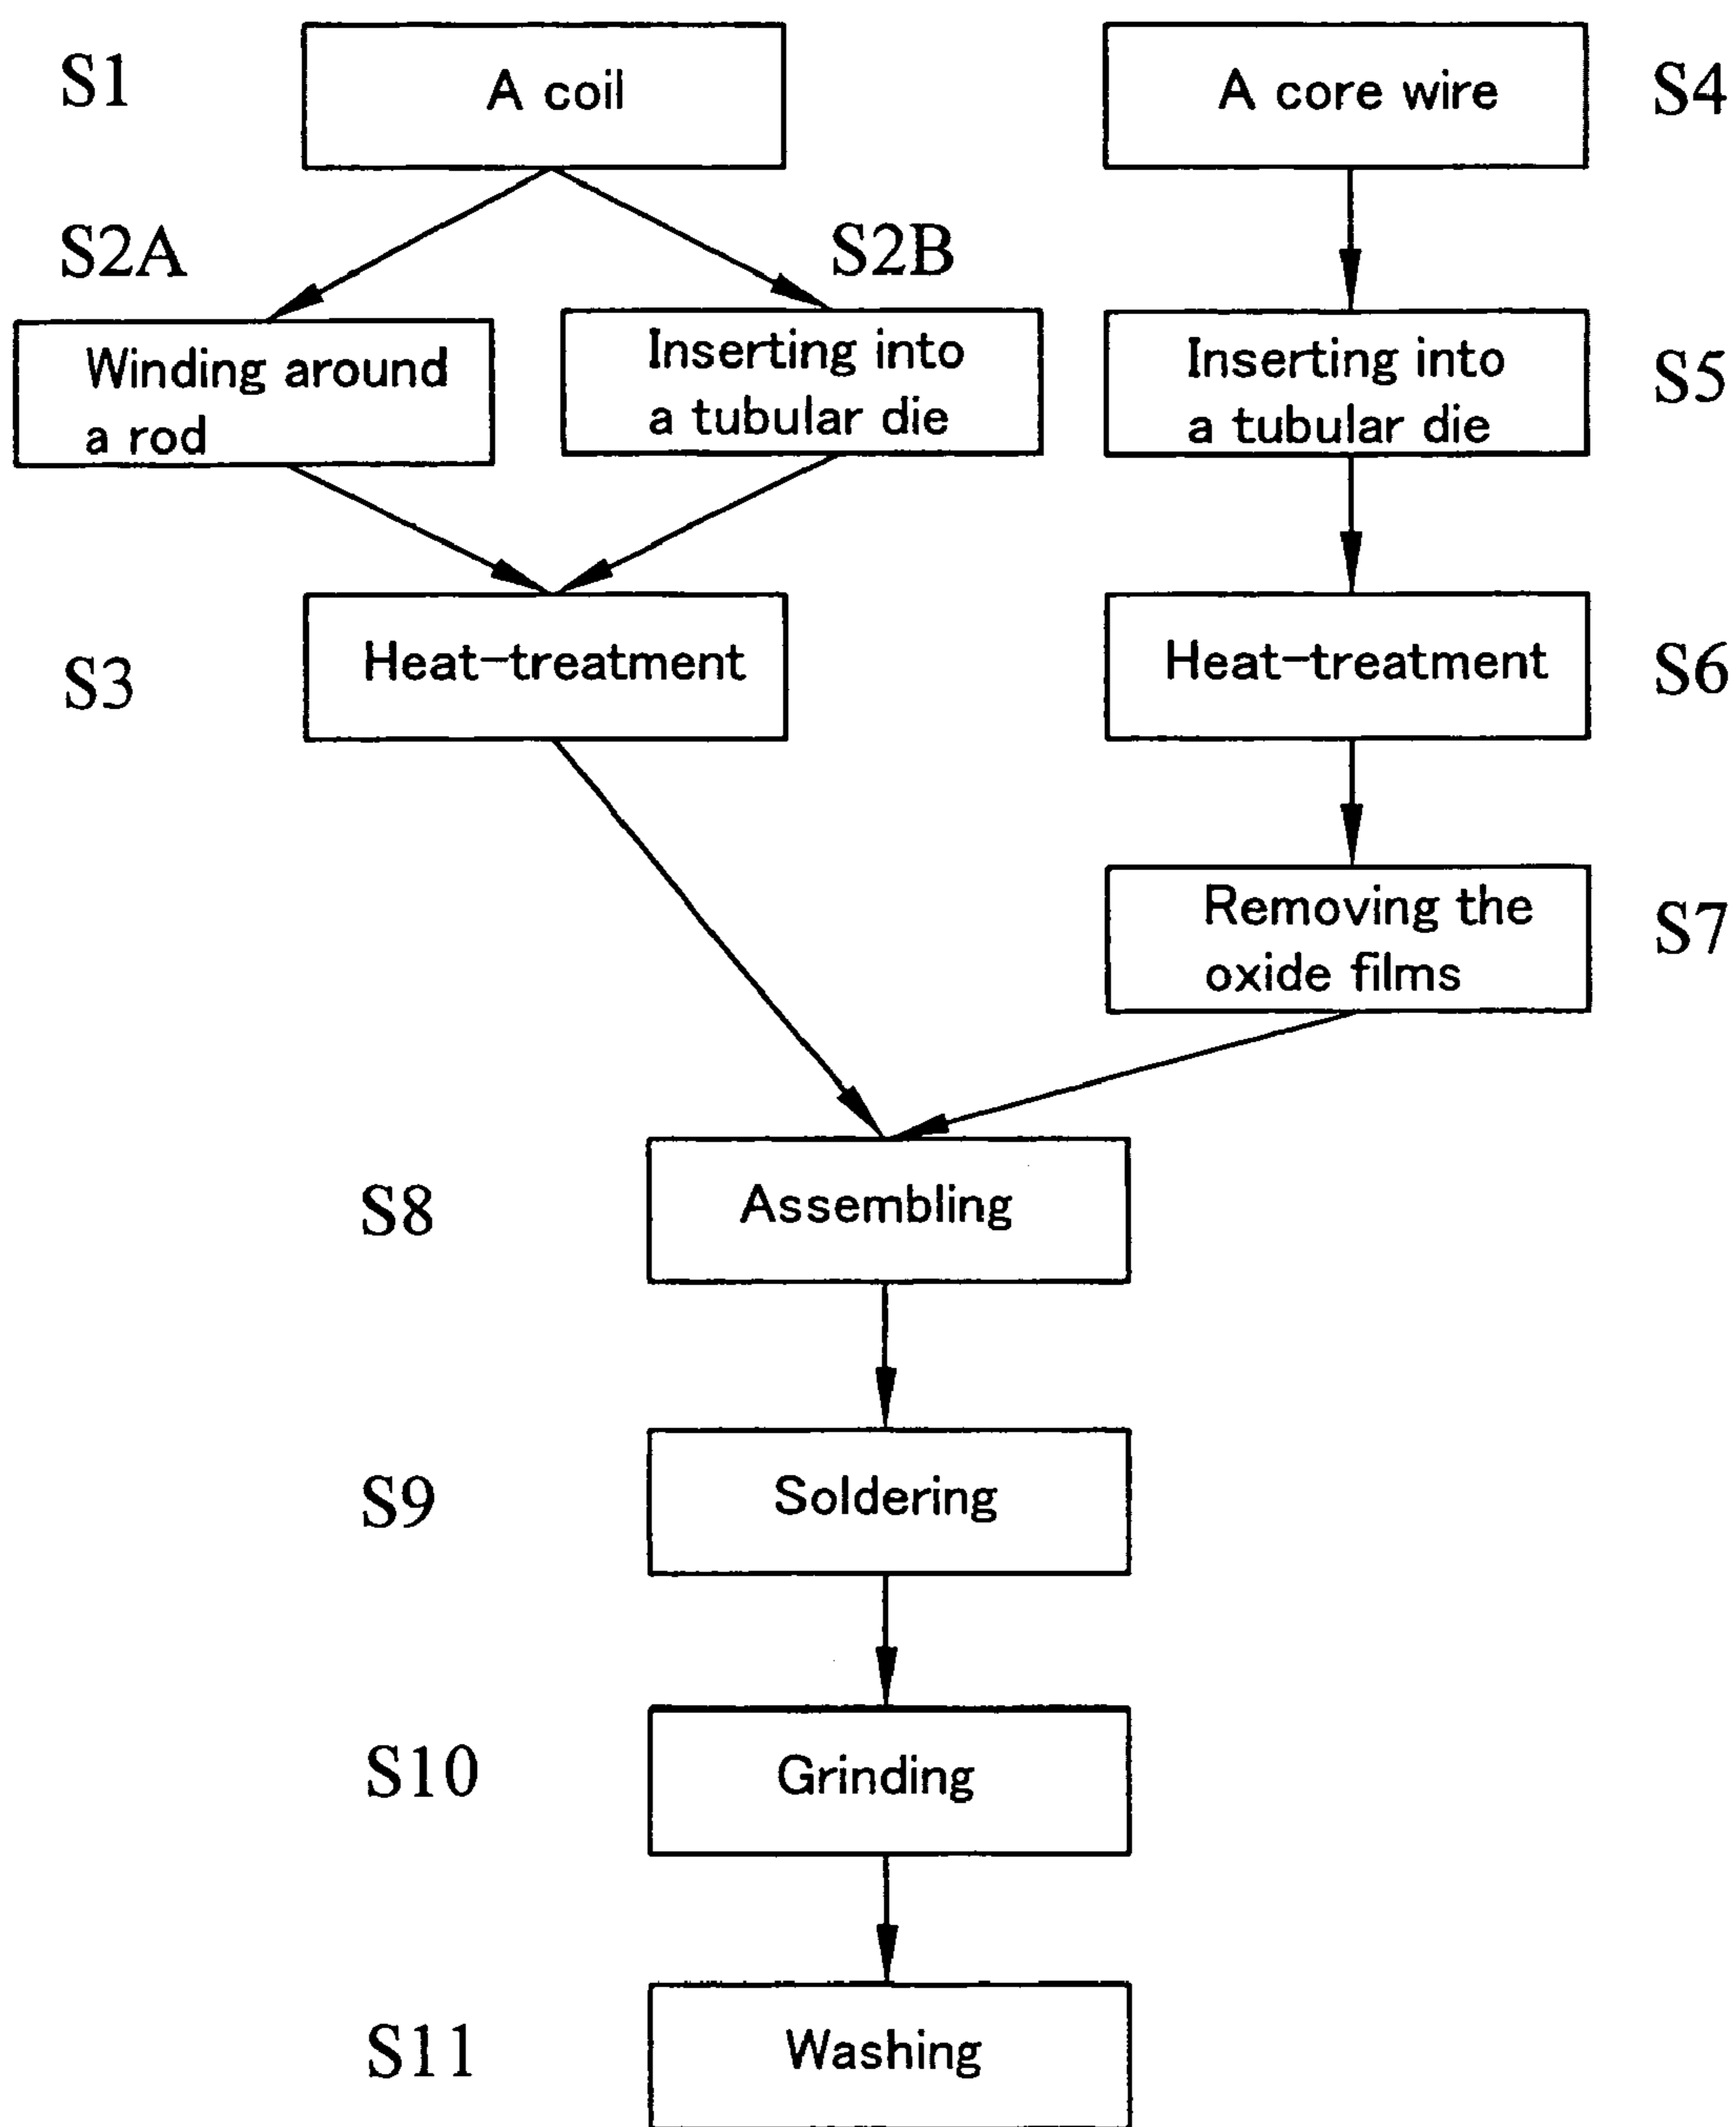 S1
A coil
A core wire
S4
S2A
S2B
Winding around
a rod
Inserting into
a tubular die
Inserting into
a tubular die
S5
S3
Heat-treatment
Heat-treatment
S6
Removing the
oxide films
S7
S8
Assembling
S9
Soldering
S10
Grinding
S11
Washing